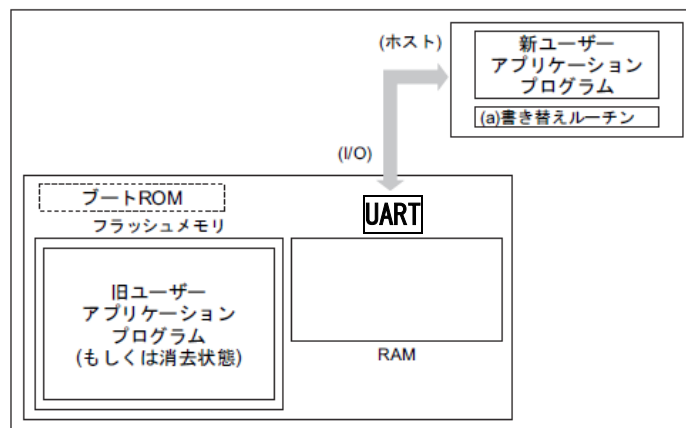 (ホスト)
新ユーザー
アプリケーション
プログラム
(a)書き替えルーチン
(I/O)
ブートROM
フラッシュメモリ
UART
旧ユーザー
アプリケーション
プログラム
(もしくは消去状態)
RAM